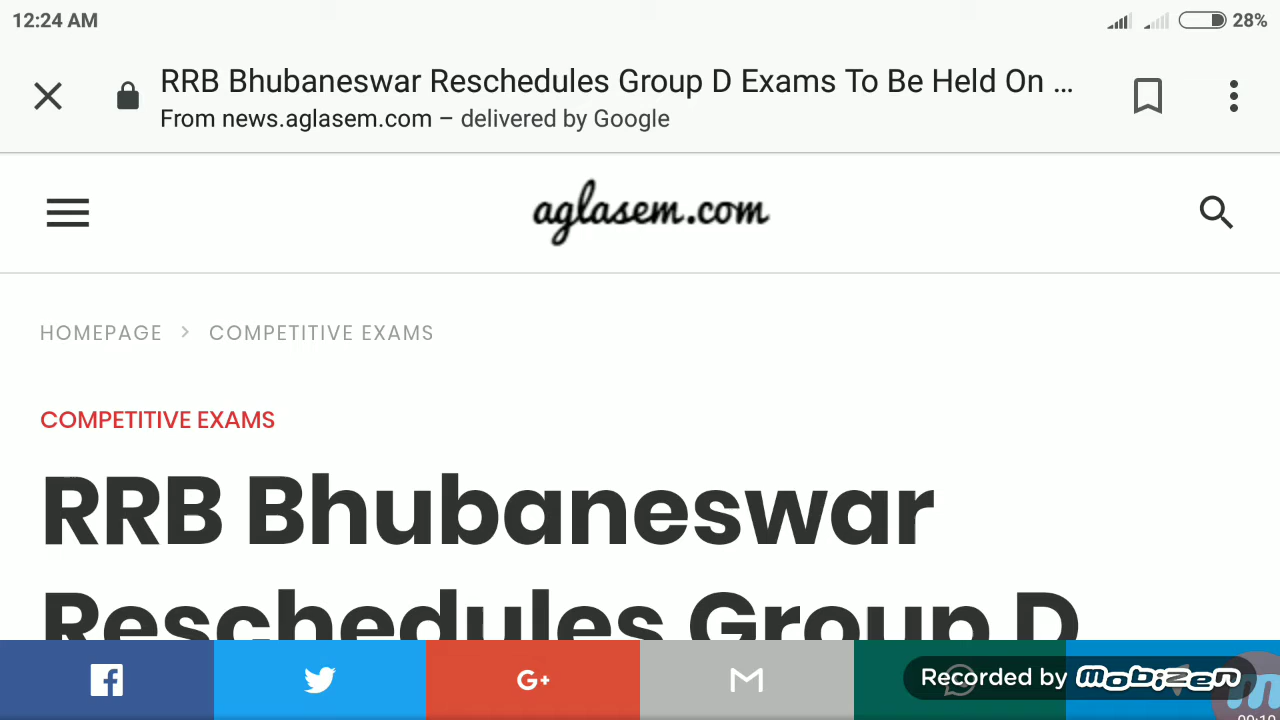 12:24 AM
28%
RRB Bhubaneswar Reschedules Group D Exams To Be Held On ...
From news.aglasem.com – delivered by Google
aglasem.com
HOMEPAGE > COMPETITIVE EXAMS
COMPETITIVE EXAMS
RRB Bhubaneswar
Reschedules Group D
G+
Recorded by mobizen